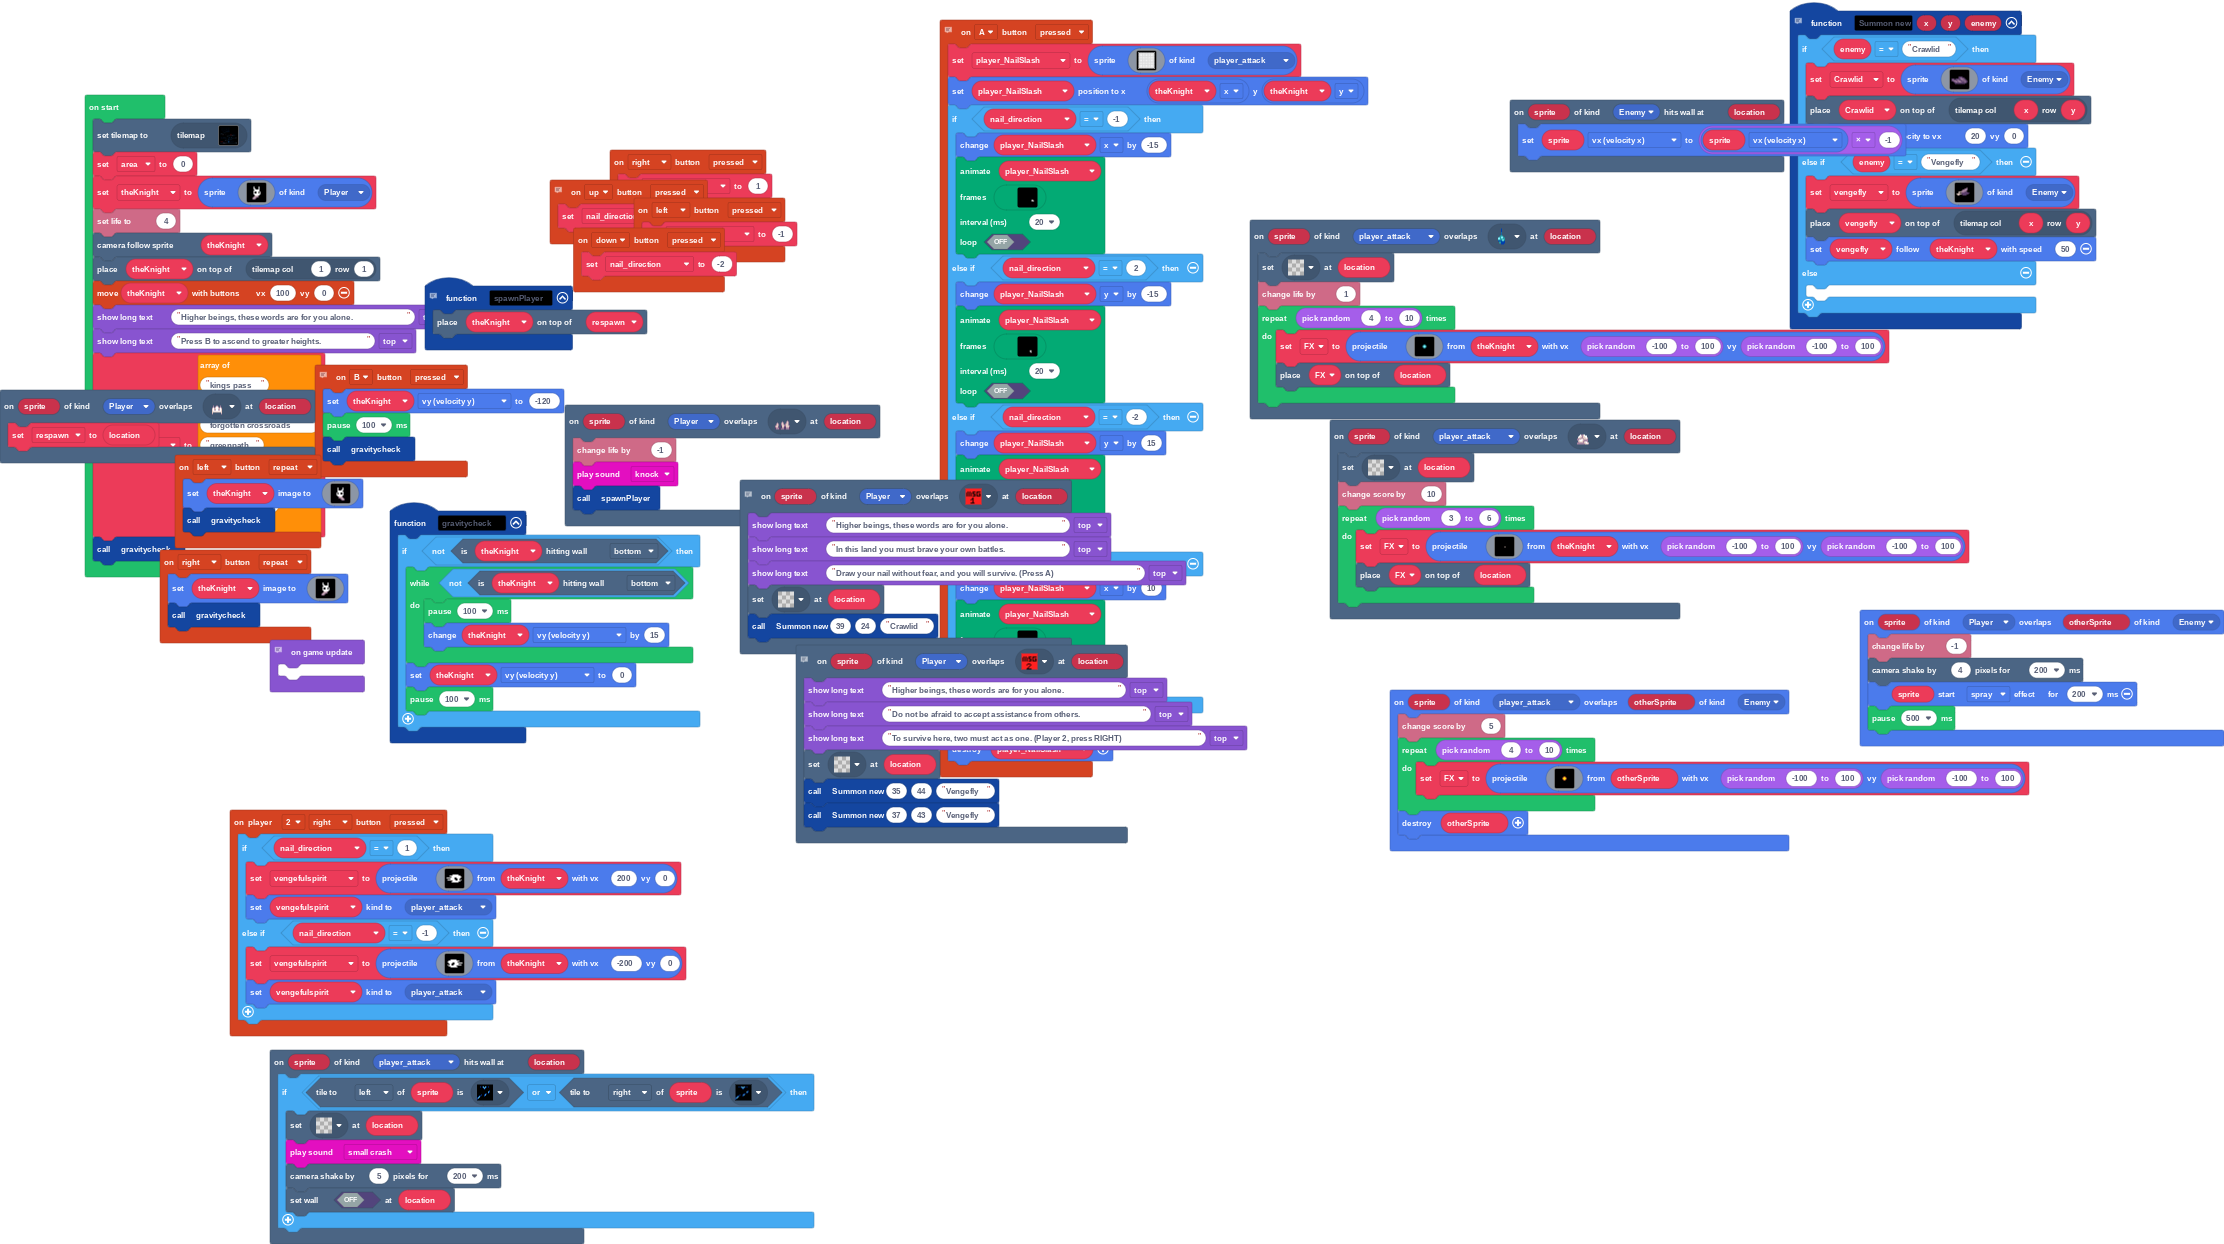 on start
set tilemap to tilemap
set area to 0
set theKnight to sprite of kind Player
set life to 4
camera follow sprite theKnight
place theKnight on top of tilemap col 1 row 1
move theKnight with buttons vx 100 vy 0
show long text "Higher beings, these words are for you alone. "
show long text "Press B to ascend to greater heights. " top
array of
"kings pass "
forgotten crossroads
to "greenpath "
call gravitycheck
on sprite of kind Player overlaps at location
set respawn to location
on B button pressed
set theKnight vy (velocity y) to -120
pause 100 ms
call gravitycheck
on left button repeat
set theKnight image to
call gravitycheck
on right button repeat
set theKnight image to
call gravitycheck
on game update
on right button pressed
to 1
on up button pressed
set nail_directio
on left button pressed
to -1
on down button pressed
set nail_direction to -2
function spawnPlayer
place theKnight on top of respawn
function gravitycheck
if not is theKnight hitting wall bottom then
while not is theKnight hitting wall bottom
do pause 100 ms
change theKnight vy (velocity y) by 15
set theKnight vy (velocity y) to 0
pause 100 ms
on sprite of kind Player overlaps at location
change life by -1
play sound knock
call spawnPlayer
on A button pressed
set player_NailSlash to sprite of kind player_attack
set player_NailSlash position to x theKnight x y theKnight y
if nail_direction = -1 then
change player_NailSlash x by -15
animate player_NailSlash
frames
interval (ms) 20
loop OFF
else if nail_direction = 2 then
change player_NailSlash y by -15
animate player_NailSlash
frames
interval (ms) 20
loop OFF
else if nail_direction = -2 then
change player_NailSlash y by 15
animate player_NailSlash
change player_NailSlash x by 10
animate player_NailSlash
destroy player_NailSlash
on sprite of kind Player overlaps MSG 1 at location
show long text "Higher beings, these words are for you alone. " top
show long text "In this land you must brave your own battles. " top
show long text "Draw your nail without fear, and you will survive. (Press A) " top
set at location
call Summon new 39 24 "Crawlid "
on sprite of kind Player overlaps MSG 2 at location
show long text "Higher beings, these words are for you alone. " top
show long text "Do not be afraid to accept assistance from others. " top
show long text "To survive here, two must act as one. (Player 2, press RIGHT) " top
set at location
call Summon new 35 44 "Vengefly "
call Summon new 37 43 "Vengefly "
on sprite of kind Enemy hits wall at location
set sprite vx (velocity x) to sprite vx (velocity x) × -1
function Summon new x y enemy
if enemy = "Crawlid " then
set Crawlid to sprite of kind Enemy
place Crawlid on top of tilemap col x row y
city to vx 20 vy 0
else if enemy = "Vengefly " then
set vengefly to sprite of kind Enemy
place vengefly on top of tilemap col x row y
set vengefly follow theKnight with speed 50
else
on sprite of kind player_attack overlaps at location
set at location
change life by 1
repeat pick random 4 to 10 times
do set FX to projectile from theKnight with vx pick random -100 to 100 vy pick random -100 to 100
place FX on top of location
on sprite of kind player_attack overlaps at location
set at location
change score by 10
repeat pick random 3 to 6 times
do set FX to projectile from theKnight with vx pick random -100 to 100 vy pick random -100 to 100
place FX on top of location
on sprite of kind Player overlaps otherSprite of kind Enemy
change life by -1
camera shake by 4 pixels for 200 ms
sprite start spray effect for 200 ms
pause 500 ms
on sprite of kind player_attack overlaps otherSprite of kind Enemy
change score by 5
repeat pick random 4 to 10 times
do set FX to projectile from otherSprite with vx pick random -100 to 100 vy pick random -100 to 100
destroy otherSprite
on player 2 right button pressed
if nail_direction = 1 then
set vengefulspirit to projectile from theKnight with vx 200 vy 0
set vengefulspirit kind to player_attack
else if nail_direction = -1 then
set vengefulspirit to projectile from theKnight with vx -200 vy 0
set vengefulspirit kind to player_attack
on sprite of kind player_attack hits wall at location
if tile to left of sprite is or tile to right of sprite is then
set at location
play sound small crash
camera shake by 5 pixels for 200 ms
set wall OFF at location